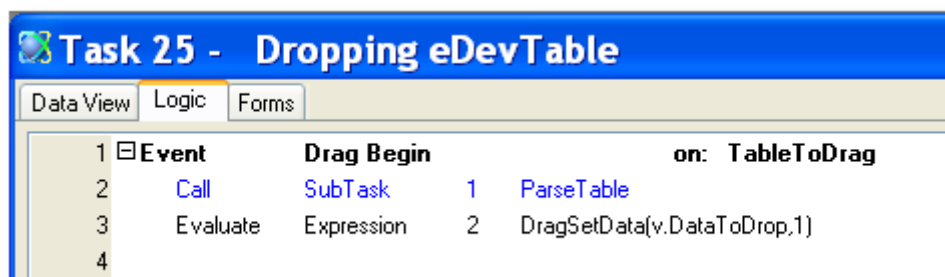 Task 25 - Dropping eDevTable
Data View Logic Forms
1 Event Drag Begin on: TableToDrag
2 Call SubTask 1 ParseTable
3 Evaluate Expression 2 DragSetData(v.DataToDrop,1)
4